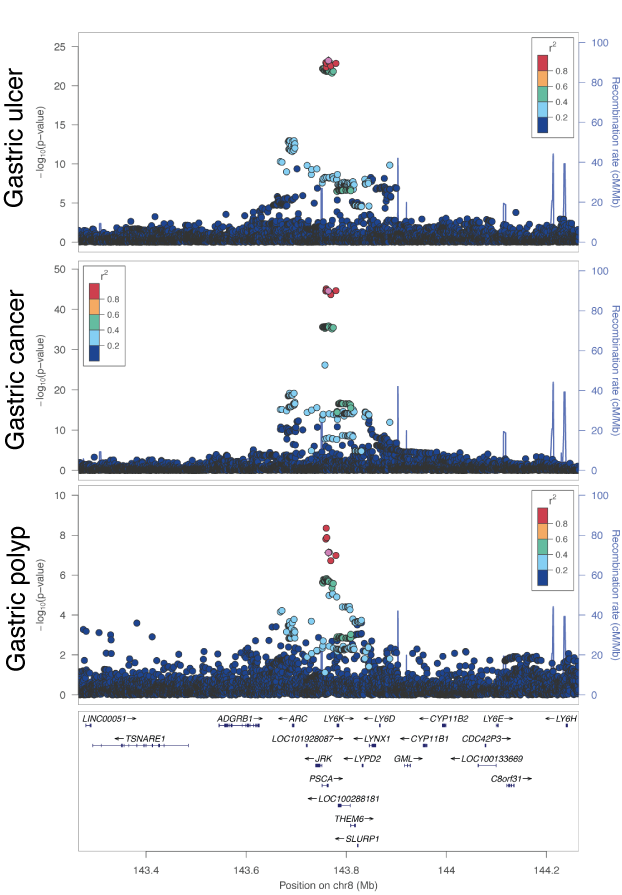 Gastric ulcer
− log10(p−value)
25
20
15
10
5
0
r2
0.8
0.6
0.4
0.2
100
80
60
40
20
0
Recombination rate (cM/Mb)
Gastric cancer
− log10(p−value)
50
40
30
20
10
0
r2
0.8
0.6
0.4
0.2
100
80
60
40
20
0
Recombination rate (cM/Mb)
Gastric polyp
− log10(p−value)
10
8
6
4
2
0
r2
0.8
0.6
0.4
0.2
100
80
60
40
20
0
Recombination rate (cM/Mb)
LINC00051→ ADGRB1→ ←ARC LY6K→ ←LY6D ←CYP11B2 LY6E→ ←LY6H
←TSNARE1 LOC101928087→ ←LYNX1 ←CYP11B1 CDC42P3→
←JRK ←LYPD2 GML→ ←LOC100133669
PSCA→ C8orf31→
←LOC100288181
THEM6→
←SLURP1
143.4 143.6 143.8 144 144.2
Position on chr8 (Mb)